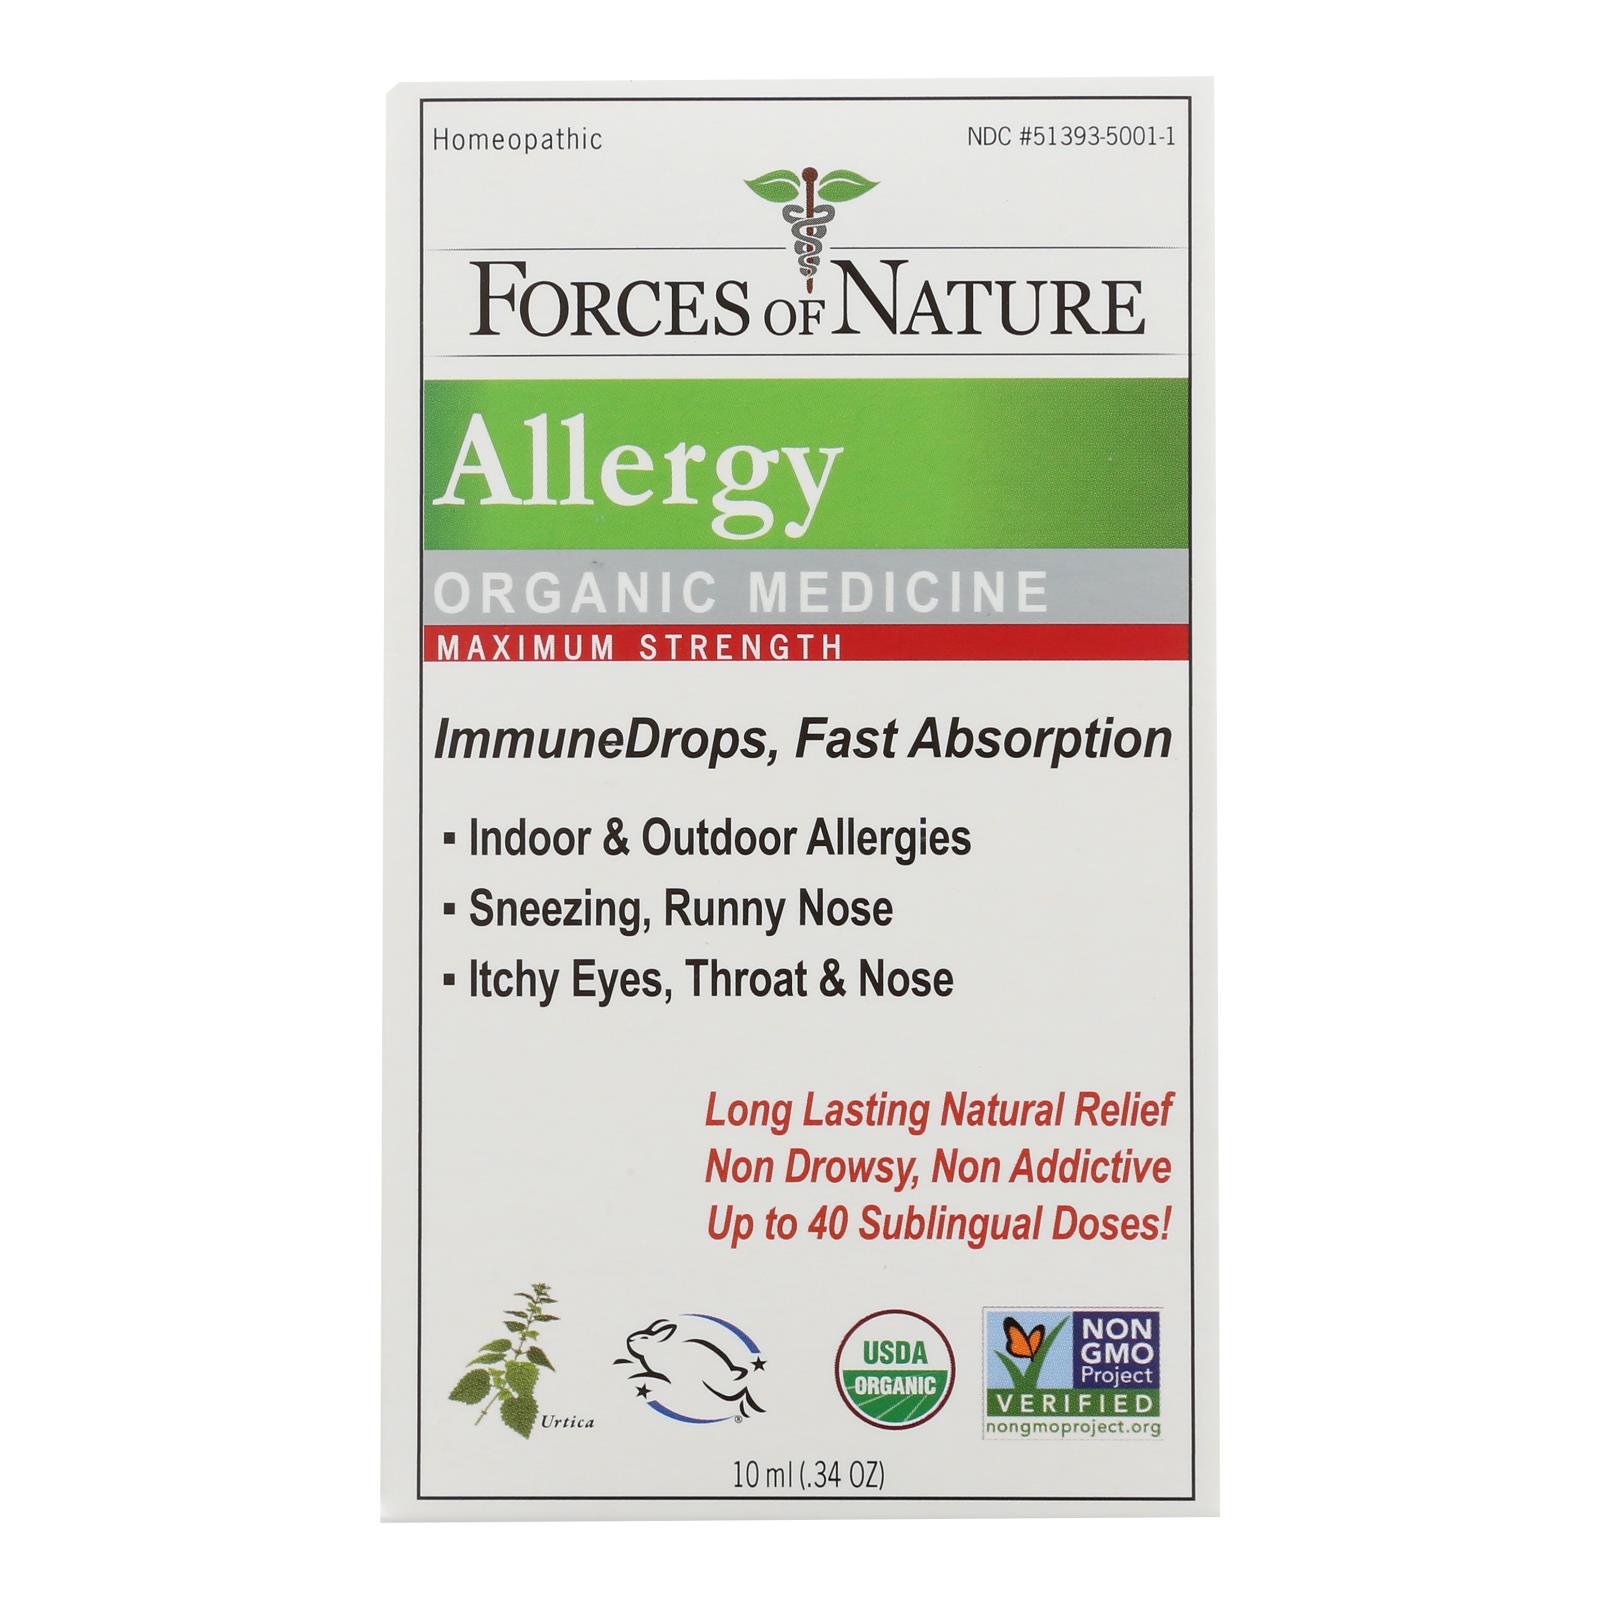 Homeopathic
NDC #51393-5001-1
FORCES OF NATURE
Allergy
ORGANIC MEDICINE
MAXIMUM STRENGTH
ImmuneDrops, Fast Absorption
▪ Indoor & Outdoor Allergies
▪ Sneezing, Runny Nose
▪ Itchy Eyes, Throat & Nose
Long Lasting Natural Relief
Non Drowsy, Non Addictive
Up to 40 Sublingual Doses!
Urtica
®
USDA
ORGANIC
NON
GMO
Project
VERIFIED
nongmoproject.org
10 ml (.34 OZ)